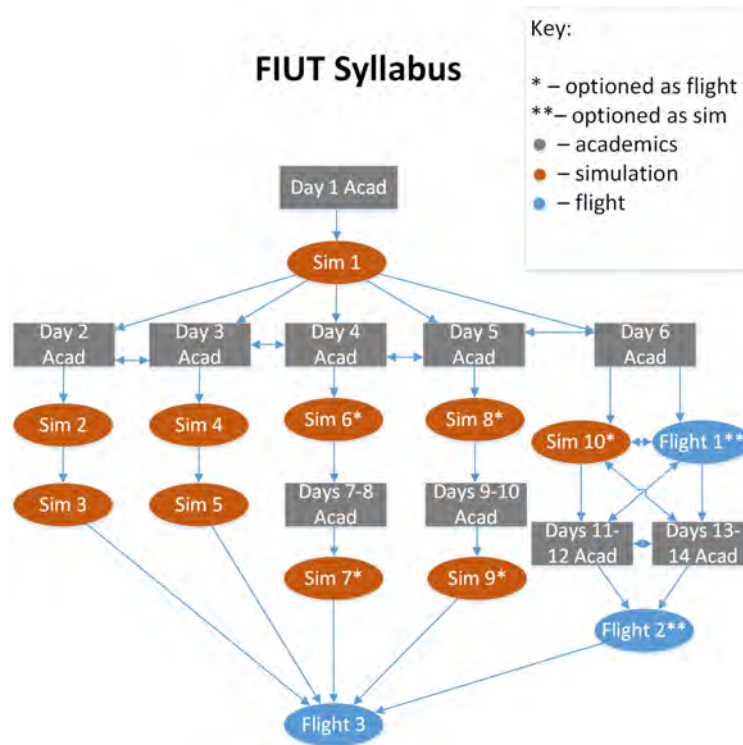 FIUT Syllabus
Key:
* – optioned as flight
**– optioned as sim
– academics
– simulation
– flight
Day 1 Acad
Sim 1
Day 2
Acad
Day 3
Acad
Day 4
Acad
Day 5
Acad
Day 6
Acad
Sim 2
Sim 4
Sim 6*
Sim 8*
Sim 10*
Flight 1**
Sim 3
Sim 5
Days 7-8
Acad
Days 9-10
Acad
Days 11-
12 Acad
Days 13-
14 Acad
Sim 7*
Sim 9*
Flight 2**
Flight 3